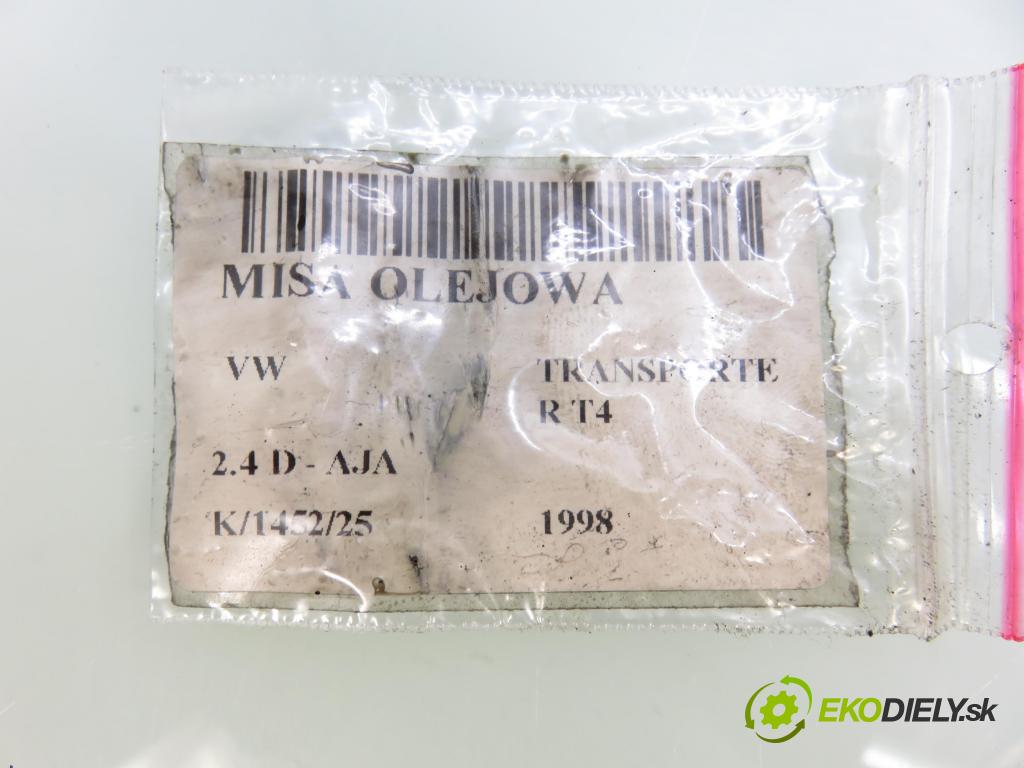 MISA OLEJOWA
VW
TRANSPORTE
R T4
2.4 D - AJA
K/1452/25
1998
EKODIELY.sk